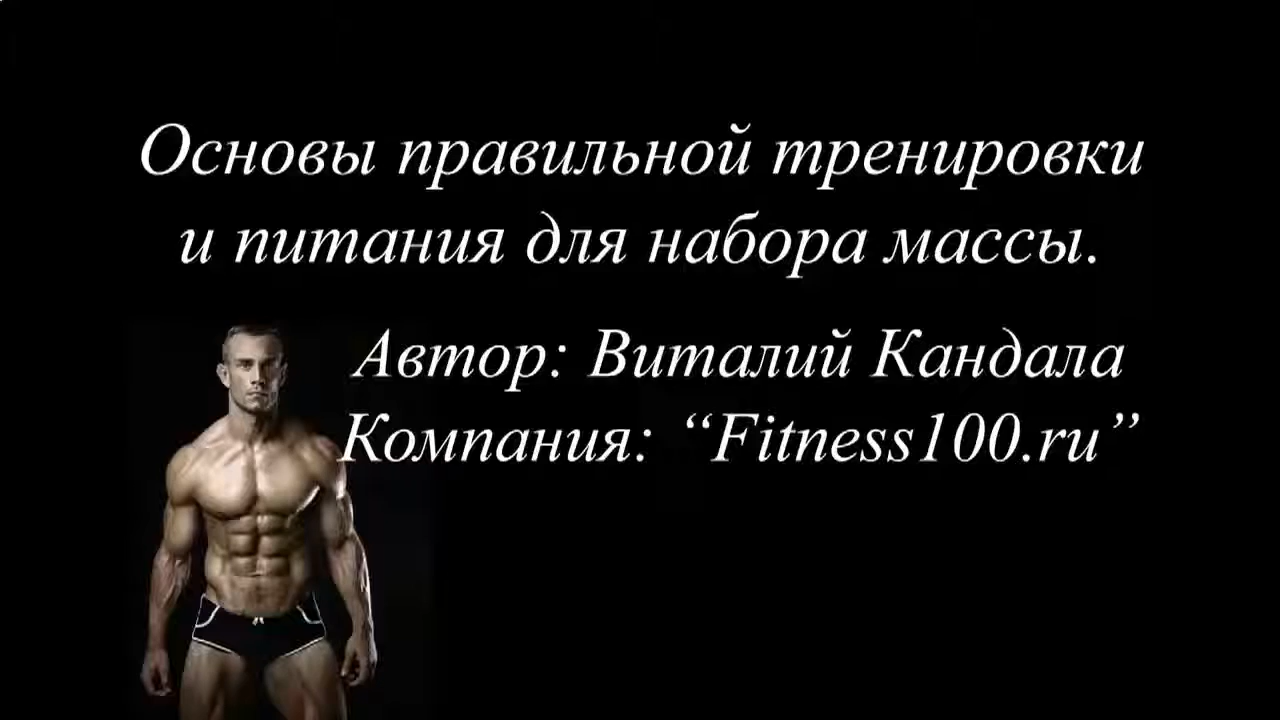 Основы правильной тренировки
и питания для набора массы.
Автор: Виталий Кандала
Компания: “Fitness100.ru”